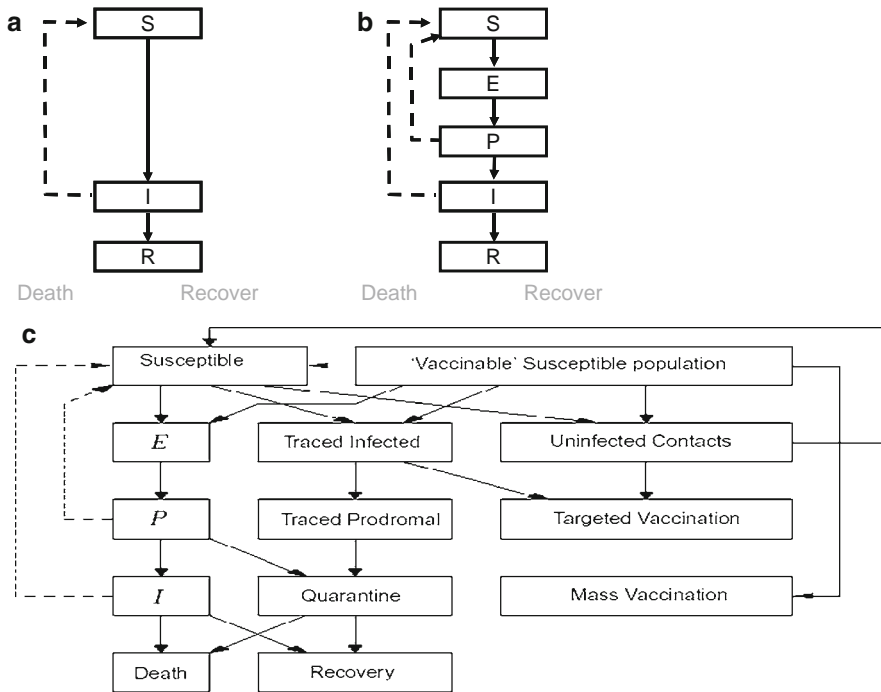 a
S
I
R
Death Recover
b
S
E
P
I
R
Death Recover
c
Susceptible
'Vaccinable' Susceptible population
E
Traced Infected
Uninfected Contacts
P
Traced Prodromal
Targeted Vaccination
I
Quarantine
Mass Vaccination
Death
Recovery